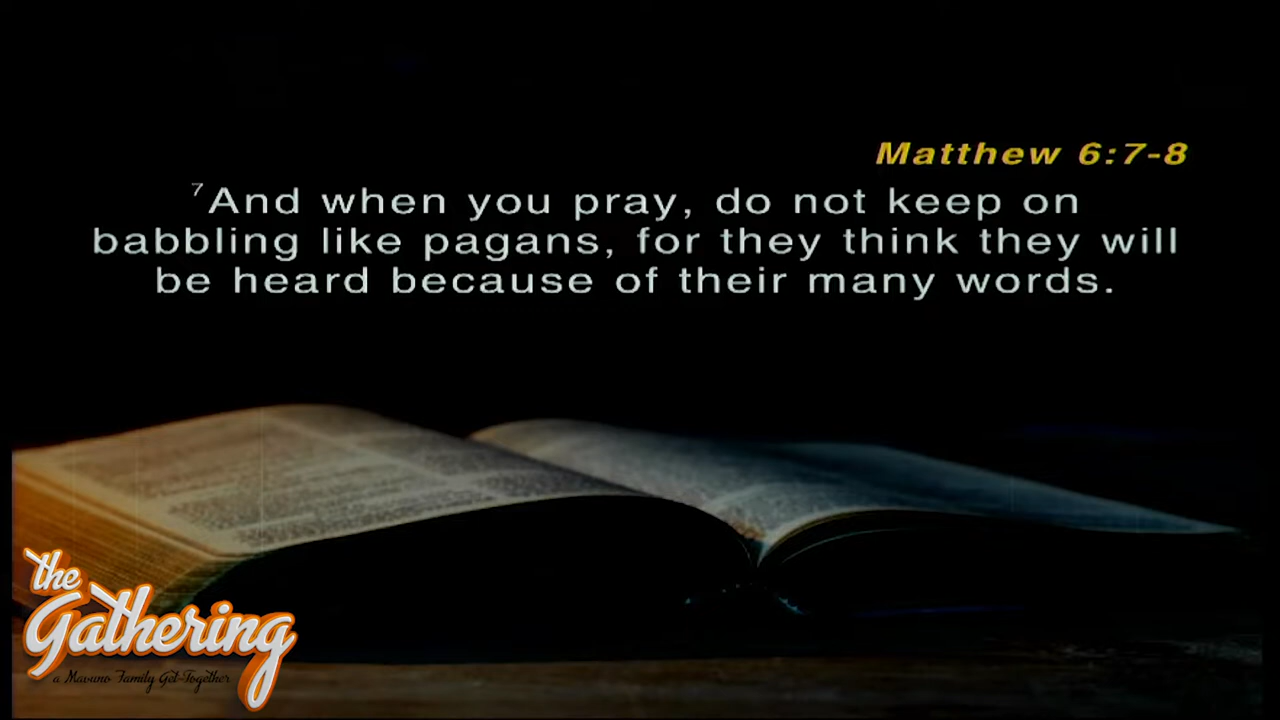 Matthew 6:7-8
7And when you pray, do not keep on
babbling like pagans, for they think they will
be heard because of their many words.
the
Gathering
a Mavuno Family Get-Together